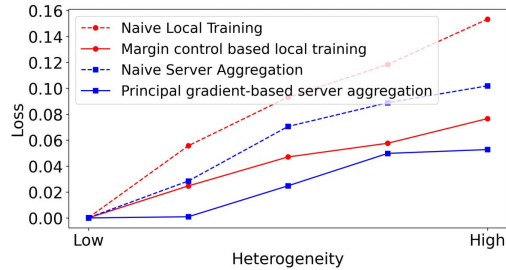 0.16
0.14
0.12
0.10
0.08
0.06
0.04
0.02
0.00
Loss
Naive Local Training
Margin control based local training
Naive Server Aggregation
Principal gradient-based server aggregation
Low
High
Heterogeneity